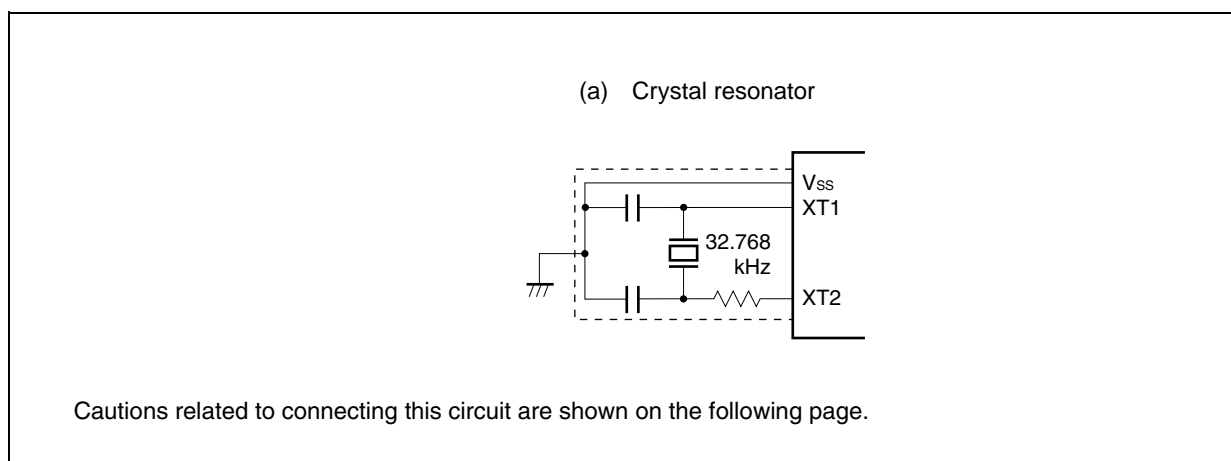 (a) Crystal resonator
VSS
XT1
32.768
kHz
XT2
Cautions related to connecting this circuit are shown on the following page.